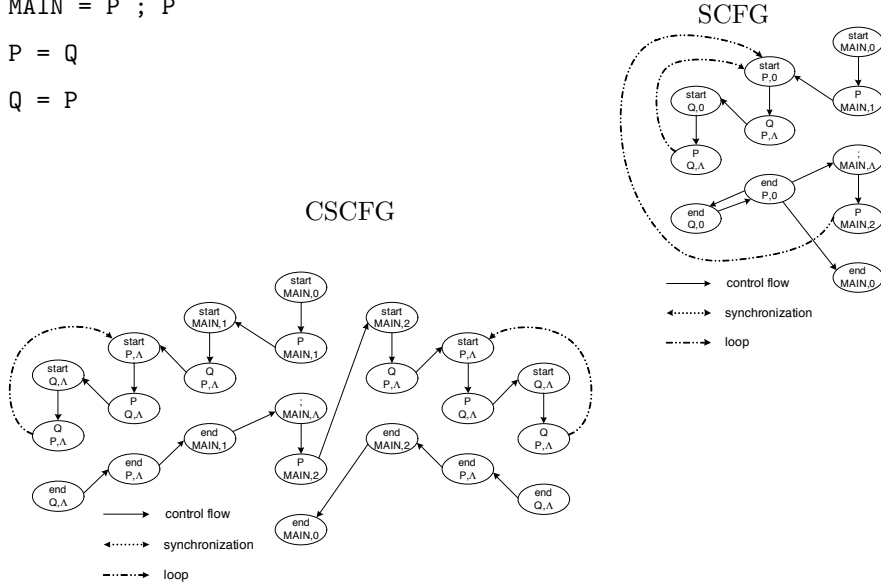 MAIN = P ; P
P = Q
Q = P
SCFG
start
MAIN,0
start
P,0
P
MAIN,1
start
Q,0
Q
P,Λ
P
Q,Λ
;
MAIN,Λ
end
P,0
end
Q,0
P
MAIN,2
end
MAIN,0
control flow
synchronization
loop
CSCFG
start
MAIN,0
start
MAIN,1
start
MAIN,2
start
P,Λ
P
MAIN,1
start
P,Λ
start
Q,Λ
Q
P,Λ
Q
P,Λ
start
Q,Λ
P
Q,Λ
P
Q,Λ
Q
P,Λ
;
MAIN,Λ
Q
P,Λ
end
MAIN,1
end
MAIN,2
end
P,Λ
P
MAIN,2
end
P,Λ
end
Q,Λ
end
Q,Λ
end
MAIN,0
control flow
synchronization
loop